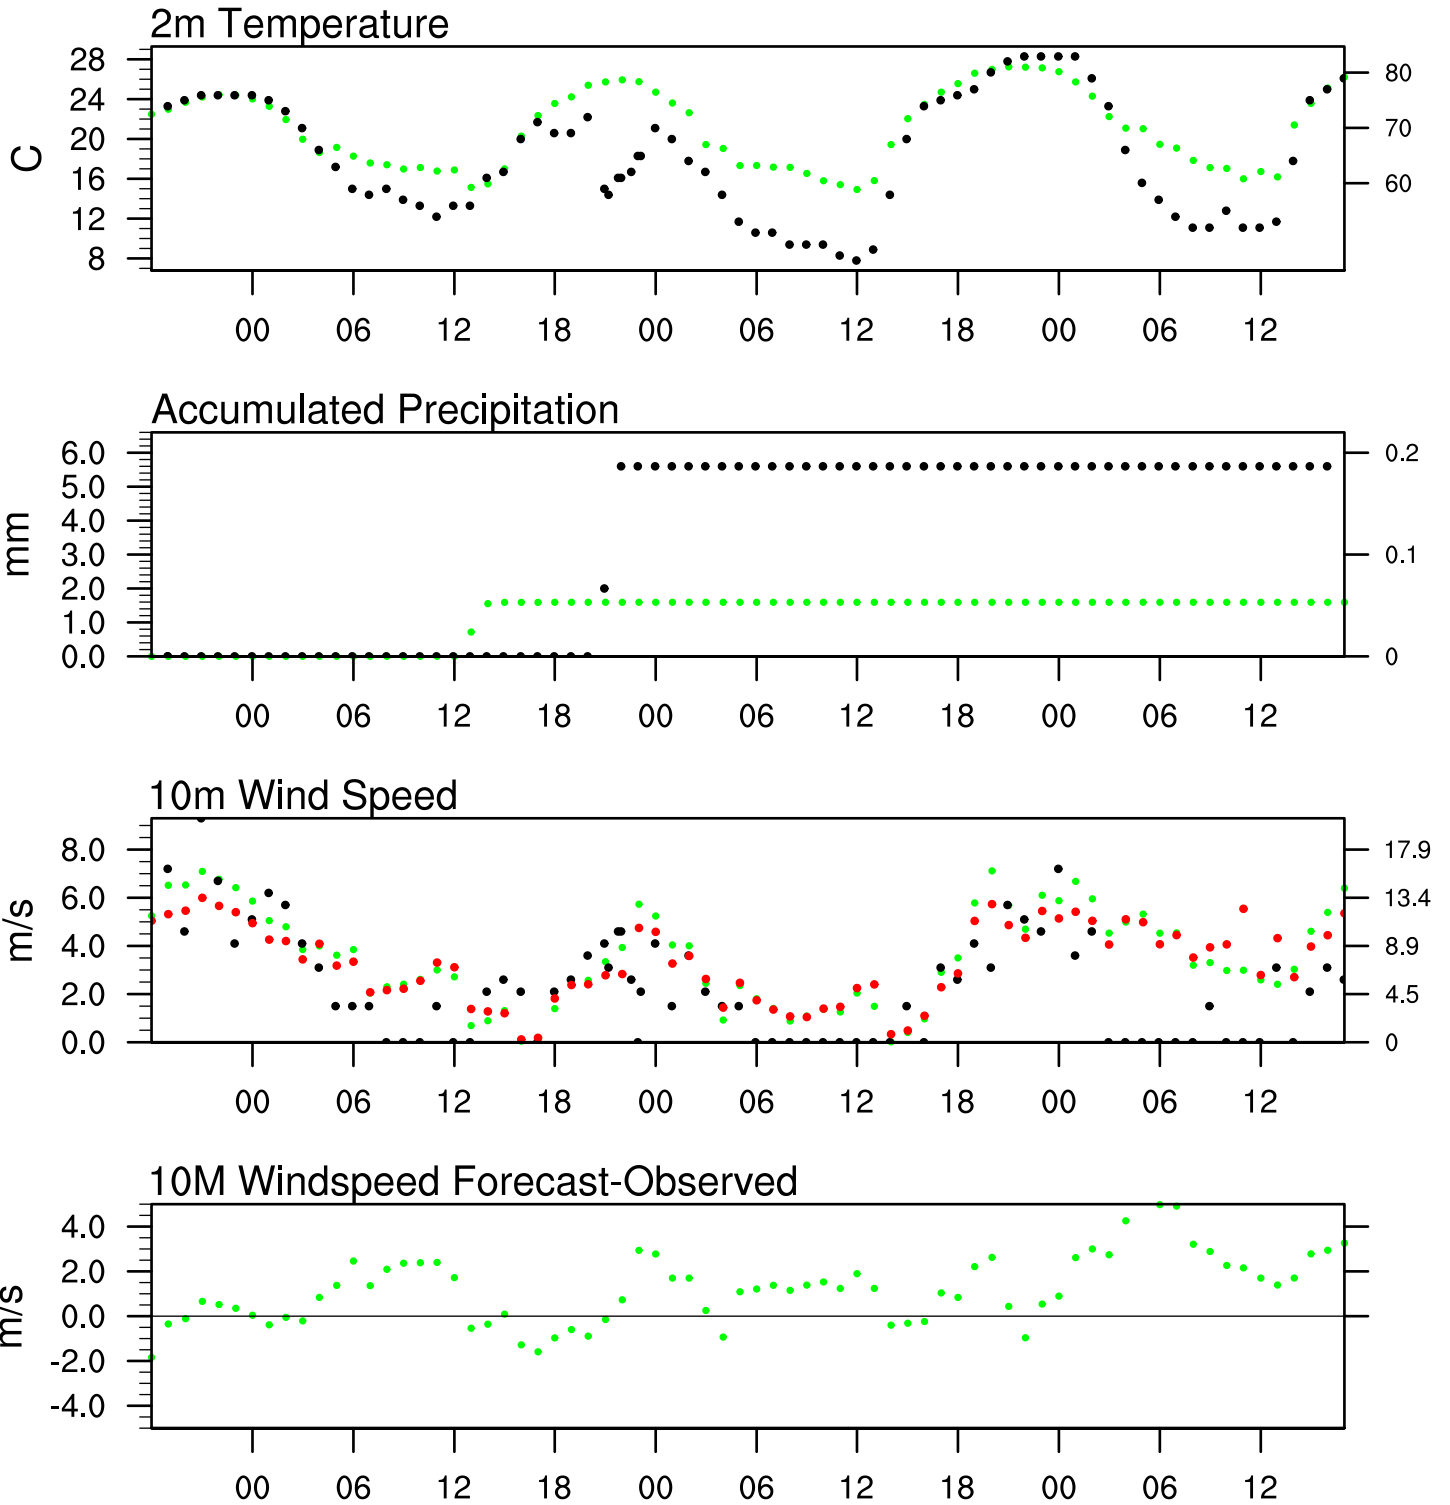 2m Temperature
28
24
20
16
12
8
C
80
70
60
00 06 12 18 00 06 12 18 00 06 12
Accumulated Precipitation
6.0
5.0
4.0
3.0
2.0
1.0
0.0
mm
0.2
0.1
0
00 06 12 18 00 06 12 18 00 06 12
10m Wind Speed
8.0
6.0
4.0
2.0
0.0
m/s
17.9
13.4
8.9
4.5
0
00 06 12 18 00 06 12 18 00 06 12
10M Windspeed Forecast-Observed
4.0
2.0
0.0
-2.0
-4.0
m/s
00 06 12 18 00 06 12 18 00 06 12